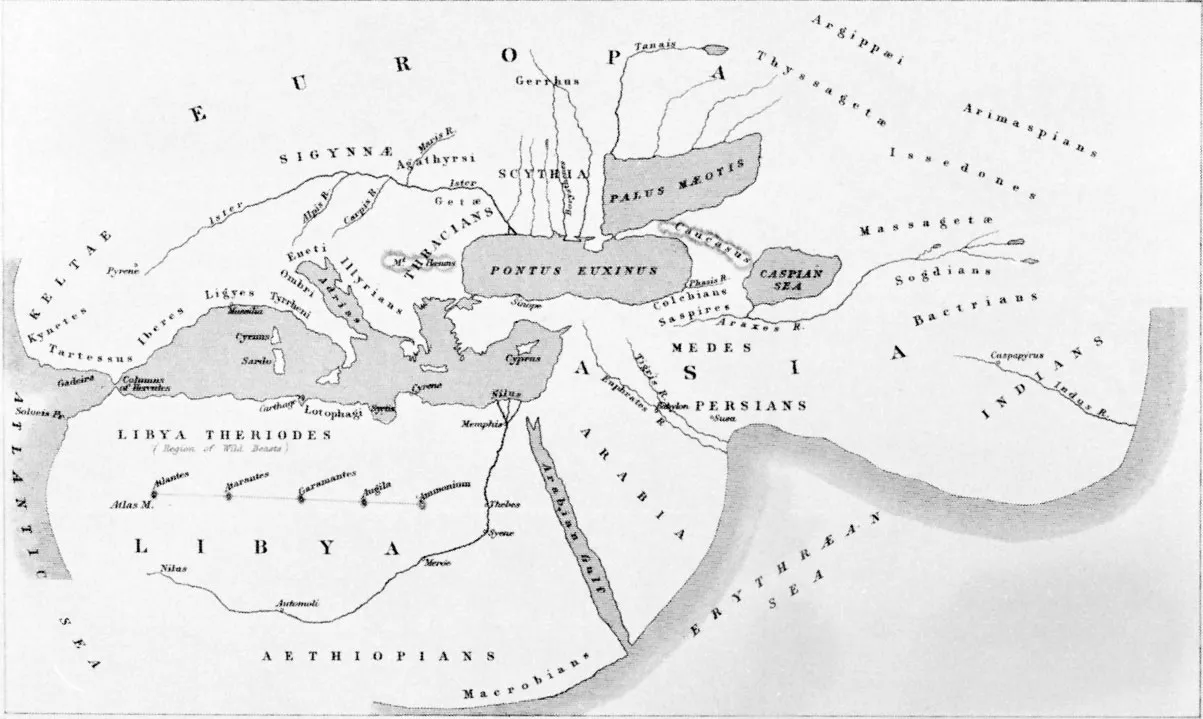 EUROPA
Argippæi
Thyssagetæ
Arimaspians
Issedones
Massagetæ
Sogdians
Bactrians
Tanais
Gerrhus
SIGYNNÆ
Agathyrsi
Maris R.
SCYTHIA
Borysthenes
PALUS MÆOTIS
Ister
Ister
Getæ
Alpis R.
Carpis R.
THRACIANS
Mt. Hæmus
PONTUS EUXINUS
Caucasus
CASPIAN
SEA
Phasis R.
Colchians
Saspires
Araxes R.
Sinope
KELTAE
Pyrene
Kynetes
Tartessus
Iberes
Ligyes
Massilia
Tyrrheni
Ombri
Eneti
Illyrians
Adrias
Cyrnus
Sardo
Gadeira
Columns
of Hercules
Soloeis Pr.
Carthage
Lotophagi
Syrtis
Cyrene
Cyprus
Nilus
Memphis
ASIA
MEDES
Tigris R.
Euphrates R.
Babylon
PERSIANS
Susa
Caspapyrus
Indus R.
INDIANS
ARABIA
Arabian Gulf
LIBYA THERIODES
(Region of Wild Beasts)
Atlantes
Atarantes
Garamantes
Augila
Ammonium
Atlas M.
Thebes
Syene
LIBYA
Meroe
Nilus
Automoli
AETHIOPIANS
Macrobians
ERYTHRÆAN
SEA
ATLANTIC SEA